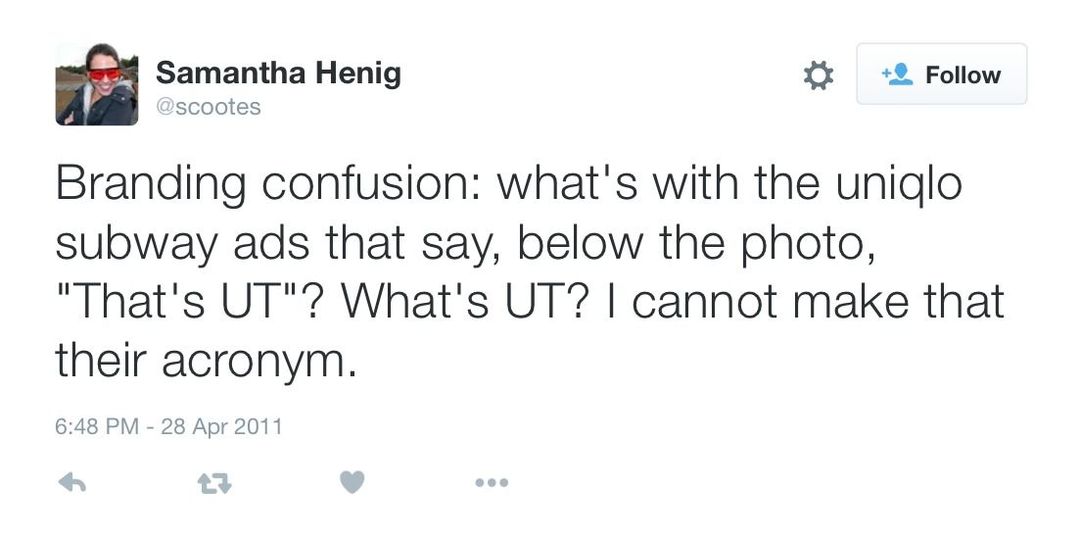 Samantha Henig
@scootes
Follow
Branding confusion: what's with the uniqlo
subway ads that say, below the photo,
"That's UT"? What's UT? I cannot make that
their acronym.
6:48 PM - 28 Apr 2011